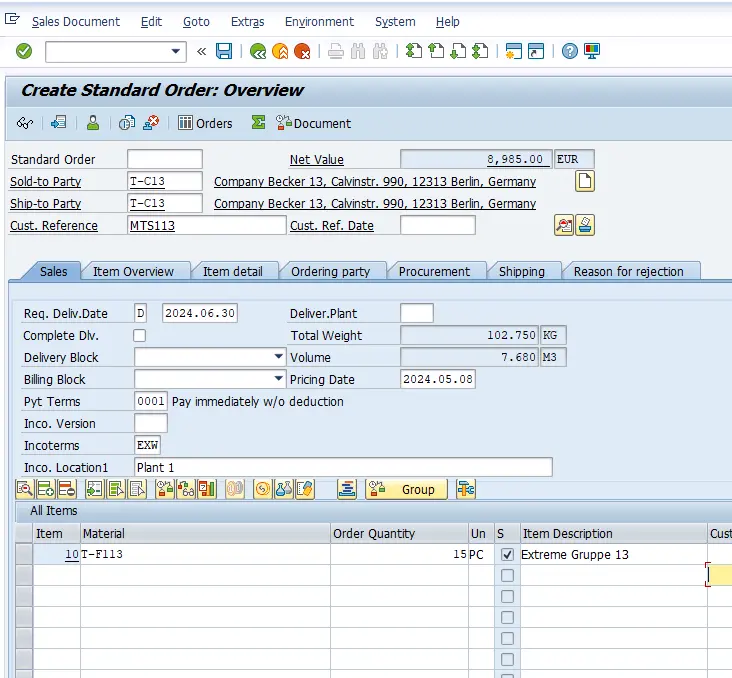 Sales Document Edit Goto Extras Environment System Help
Create Standard Order: Overview
Orders Document
Standard Order Net Value 8,985.00 EUR
Sold-to Party T-C13 Company Becker 13, Calvinstr. 990, 12313 Berlin, Germany
Ship-to Party T-C13 Company Becker 13, Calvinstr. 990, 12313 Berlin, Germany
Cust. Reference MTS113 Cust. Ref. Date
Sales Item Overview Item detail Ordering party Procurement Shipping Reason for rejection
Req. Deliv.Date D 2024.06.30 Deliver.Plant
Complete Dlv. Total Weight 102.750 KG
Delivery Block Volume 7.680 M3
Billing Block Pricing Date 2024.05.08
Pyt Terms 0001 Pay immediately w/o deduction
Inco. Version
Incoterms EXW
Inco. Location1 Plant 1
Group
All Items
Item Material Order Quantity Un S Item Description Cust
10 T-F113 15 PC Extreme Gruppe 13